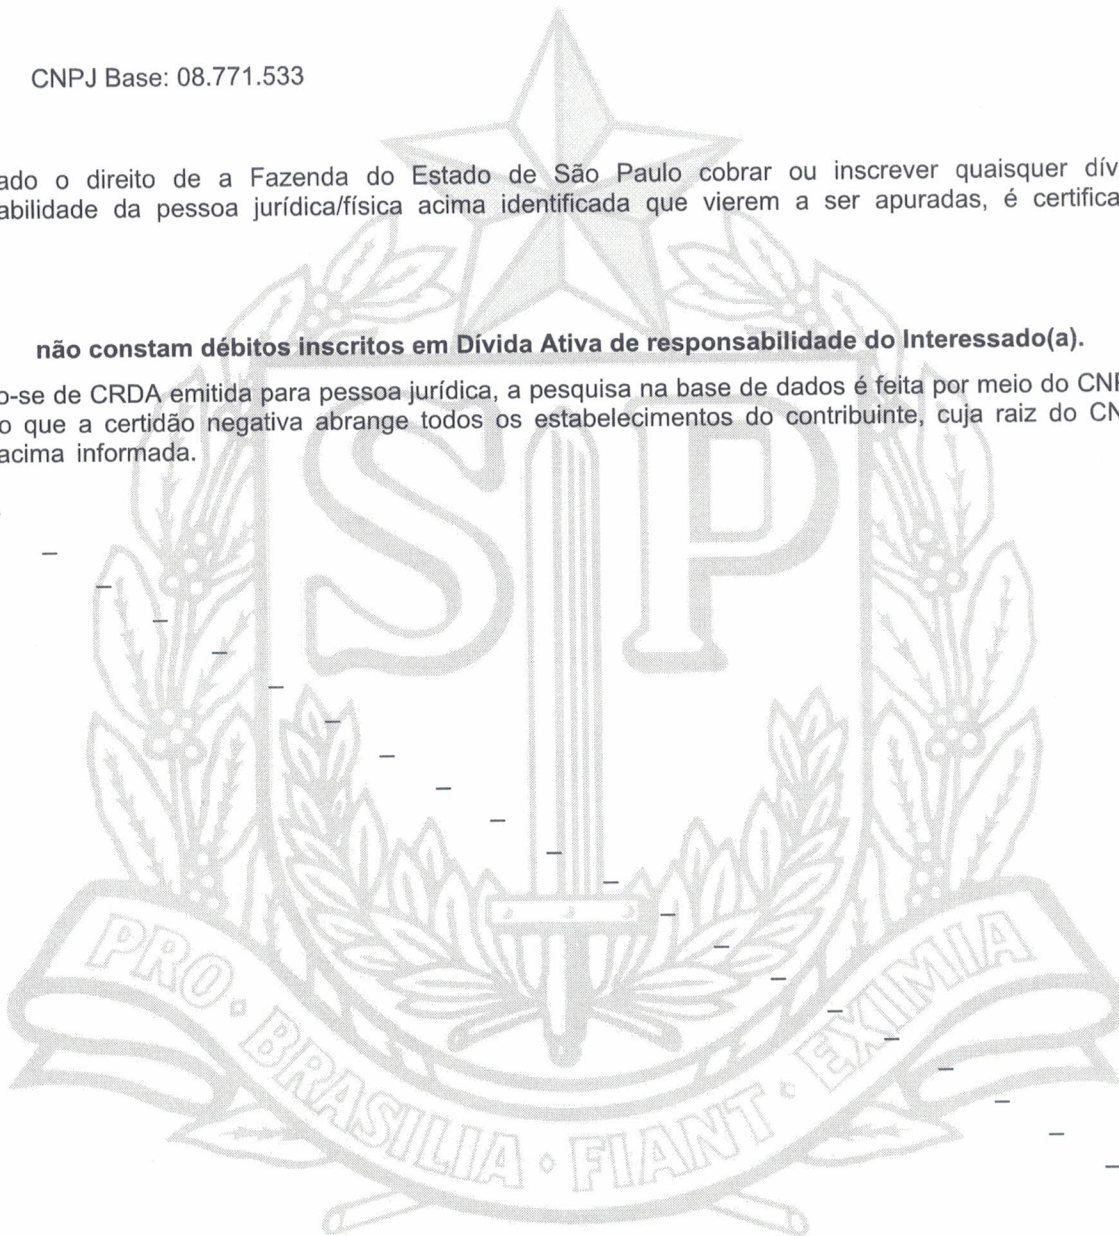 CNPJ Base: 08.771.533
ado o direito de a Fazenda do Estado de São Paulo cobrar ou inscrever quaisquer dív
abilidade da pessoa jurídica/física acima identificada que vierem a ser apuradas, é certifica
não constam débitos inscritos em Dívida Ativa de responsabilidade do Interessado(a).
o-se de CRDA emitida para pessoa jurídica, a pesquisa na base de dados é feita por meio do CNP
o que a certidão negativa abrange todos os estabelecimentos do contribuinte, cuja raiz do CN
acima informada.
SP
PRO · BRASILIA · FIANT · EXIMIA